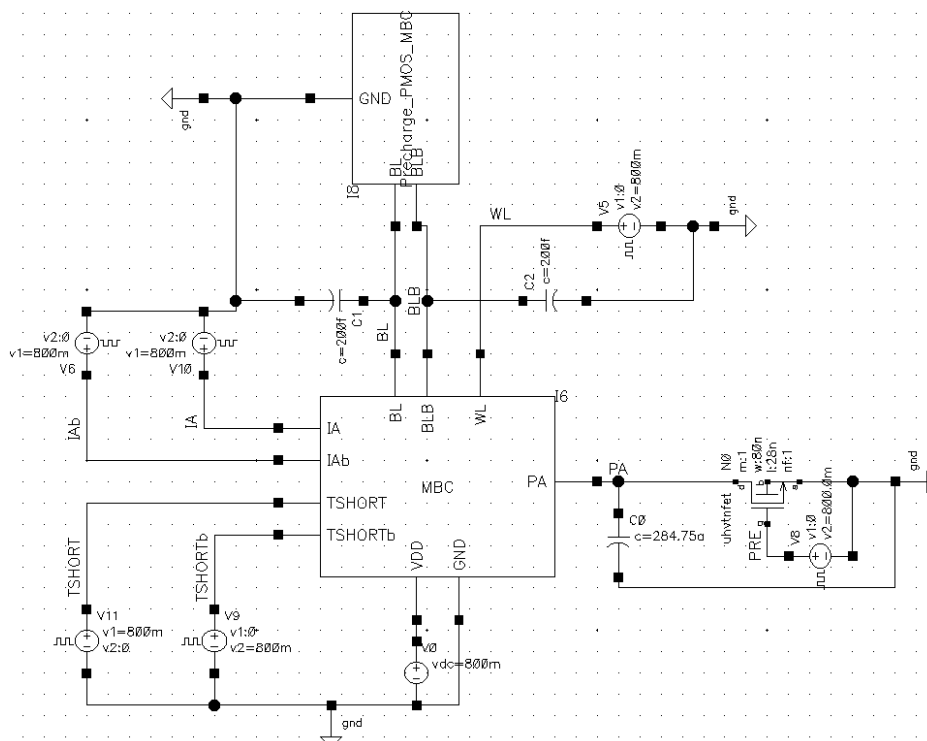 Precharge_PMOS_MBC
GND
BL
BLB
I8
gnd
WL
V5
v1:0
v2=800m
gnd
C1
c=200f
C2
c=200f
BL
BLB
v2:0
v1=800m
V6
v2:0
v1=800m
V10
IAb
IA
I6
BL
BLB
WL
IA
IAb
TSHORT
TSHORTb
MBC
PA
VDD
GND
PA
C0
c=284.75a
N0
m:1
w:80n
l:28n
nf:1
uhvtnfet
d
b
s
g
PRE
V8
v1:0
v2=800.0m
gnd
TSHORT
TSHORTb
V11
v1=800m
v2:0
V9
v1:0
v2=800m
V0
vdc=800m
gnd